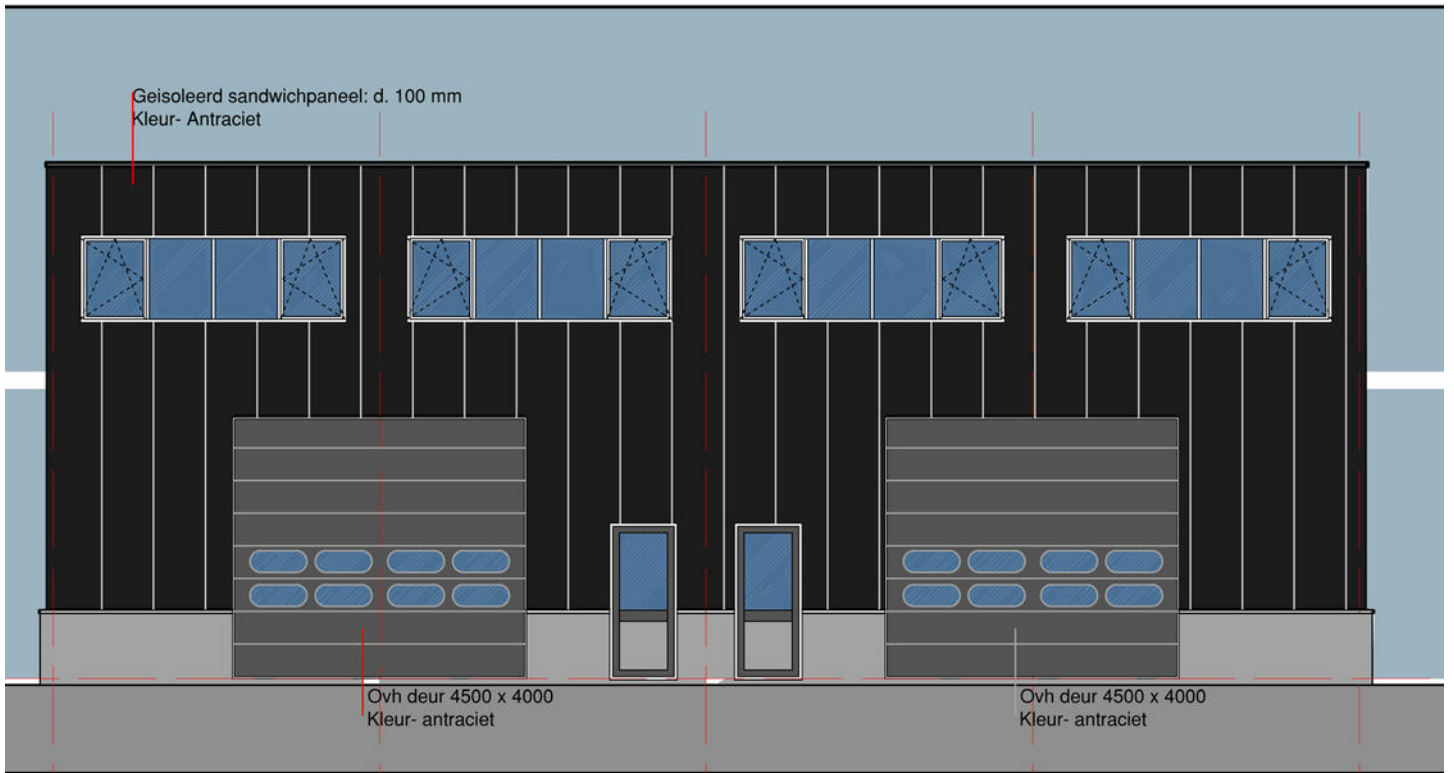 Geisoleerd sandwichpaneel: d. 100 mm
Kleur- Antraciet
Ovh deur 4500 x 4000
Kleur- antraciet
Ovh deur 4500 x 4000
Kleur- antraciet